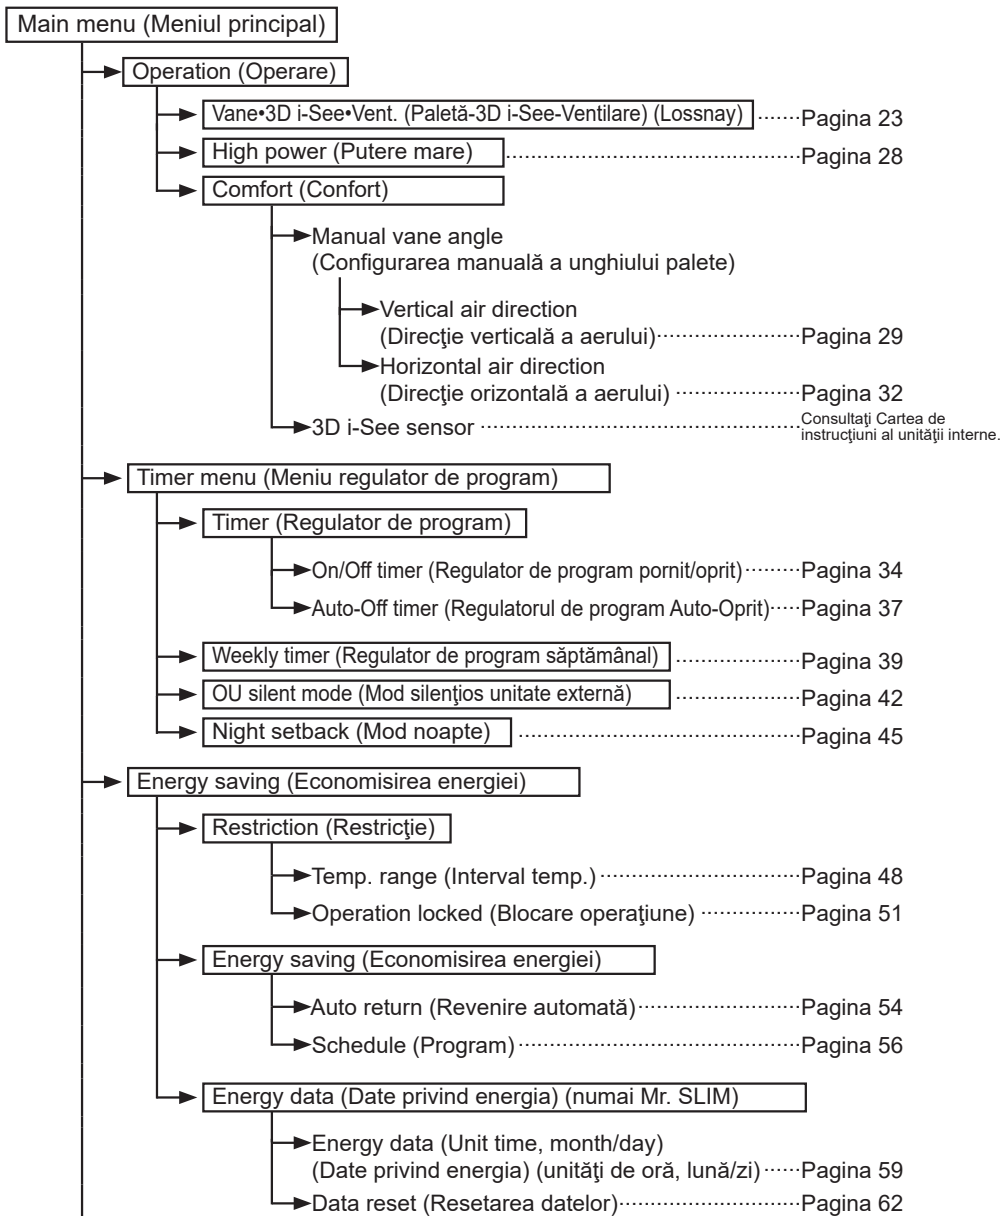 Main menu (Meniul principal)
Operation (Operare)
Vane•3D i-See•Vent. (Paletă-3D i-See-Ventilare) (Lossnay) ·······Pagina 23
High power (Putere mare) ···············································Pagina 28
Comfort (Confort)
Manual vane angle
(Configurarea manuală a unghiului palete)
Vertical air direction
(Direcţie verticală a aerului)·······················Pagina 29
Horizontal air direction
(Direcţie orizontală a aerului) ····················Pagina 32
3D i-See sensor ···················································Consultaţi Cartea de
instrucţiuni al unităţii interne.
Timer menu (Meniu regulator de program)
Timer (Regulator de program)
On/Off timer (Regulator de program pornit/oprit)·········Pagina 34
Auto-Off timer (Regulatorul de program Auto-Oprit)·····Pagina 37
Weekly timer (Regulator de program săptămânal) ····················Pagina 39
OU silent mode (Mod silenţios unitate externă) ····················Pagina 42
Night setback (Mod noapte) ·············································Pagina 45
Energy saving (Economisirea energiei)
Restriction (Restricţie)
Temp. range (Interval temp.) ································Pagina 48
Operation locked (Blocare operaţiune) ················Pagina 51
Energy saving (Economisirea energiei)
Auto return (Revenire automată)··························Pagina 54
Schedule (Program)·············································Pagina 56
Energy data (Date privind energia) (numai Mr. SLIM)
Energy data (Unit time, month/day)
(Date privind energia) (unităţi de oră, lună/zi)······Pagina 59
Data reset (Resetarea datelor)·····························Pagina 62